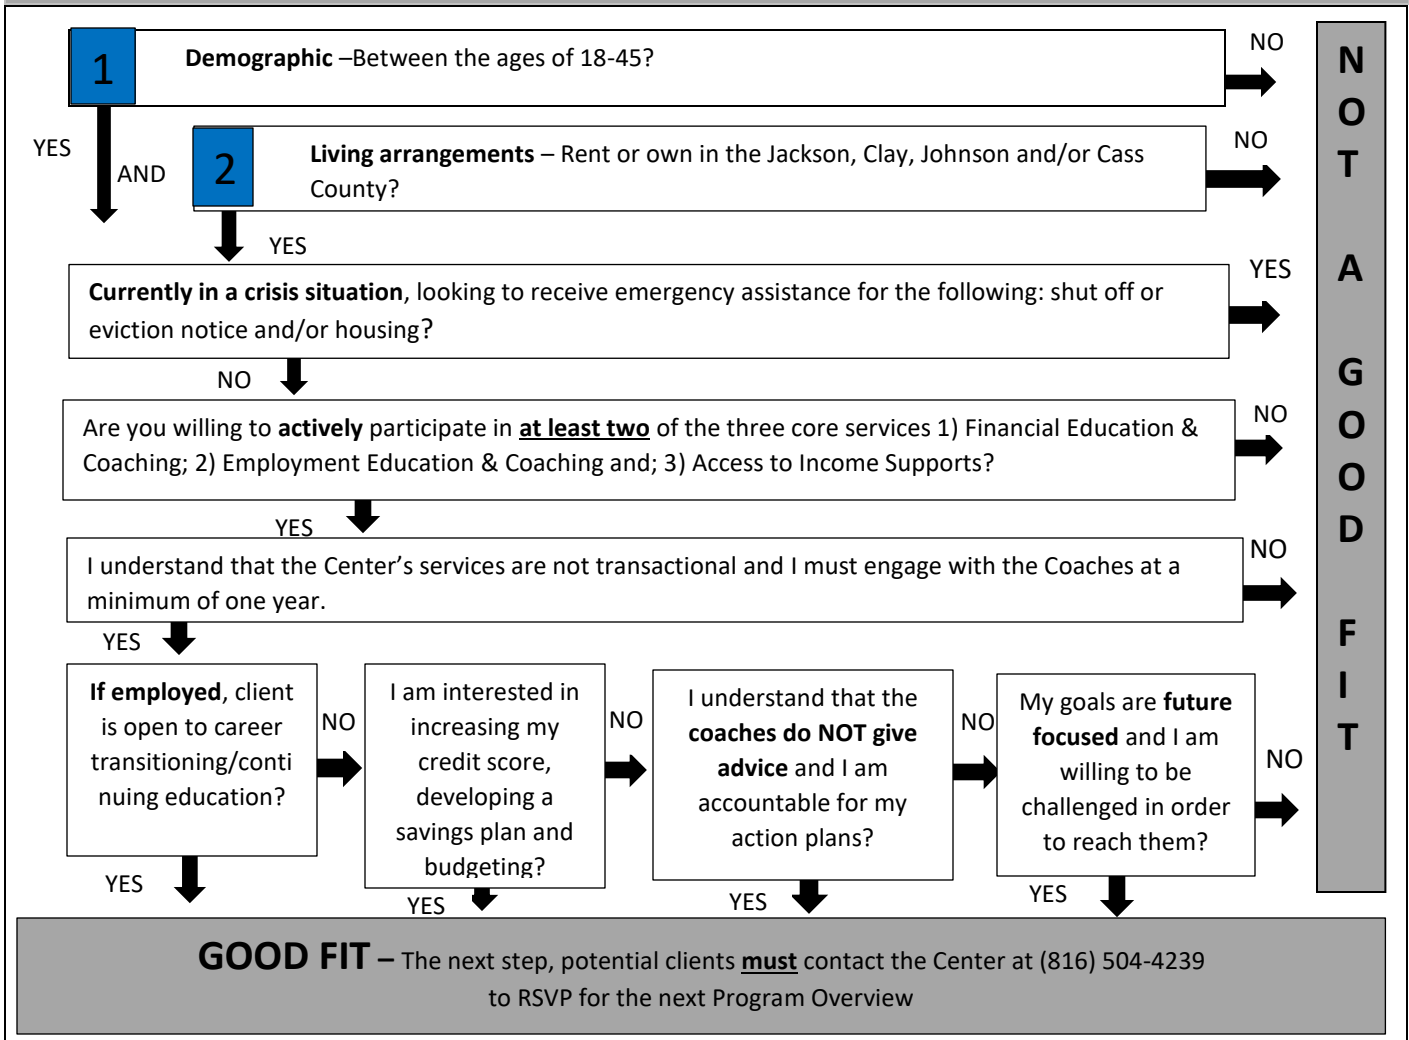 1
Demographic –Between the ages of 18-45?
NO
YES
AND
2
Living arrangements – Rent or own in the Jackson, Clay, Johnson and/or Cass
County?
NO
YES
Currently in a crisis situation, looking to receive emergency assistance for the following: shut off or
eviction notice and/or housing?
YES
NO
Are you willing to actively participate in at least two of the three core services 1) Financial Education &
Coaching; 2) Employment Education & Coaching and; 3) Access to Income Supports?
NO
YES
I understand that the Center's services are not transactional and I must engage with the Coaches at a
minimum of one year.
NO
YES
If employed, client
is open to career
transitioning/conti
nuing education?
NO
YES
I am interested in
increasing my
credit score,
developing a
savings plan and
budgeting?
NO
YES
I understand that the
coaches do NOT give
advice and I am
accountable for my
action plans?
NO
YES
My goals are future
focused and I am
willing to be
challenged in order
to reach them?
NO
YES
N
O
T
A
G
O
O
D
F
I
T
GOOD FIT – The next step, potential clients must contact the Center at (816) 504-4239
to RSVP for the next Program Overview